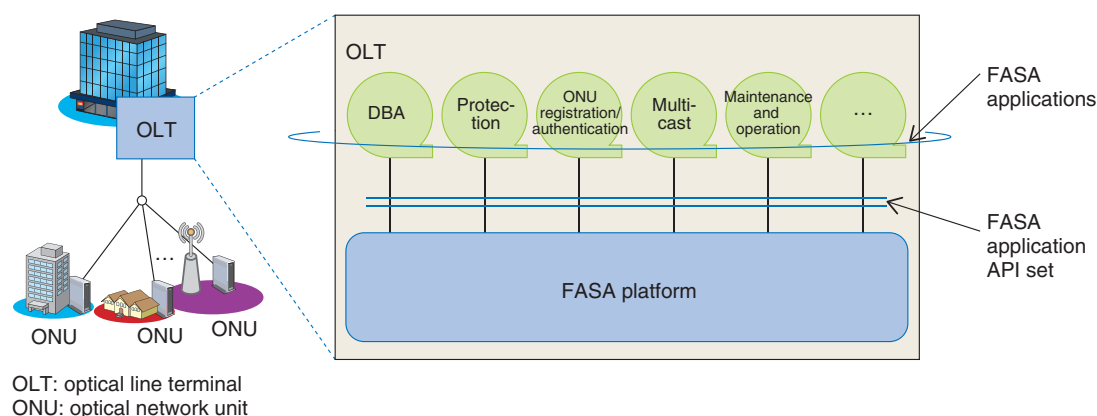 OLT
OLT
DBA
Protec-
tion
ONU
registration/
authentication
Multi-
cast
Maintenance
and
operation
...
FASA
applications
FASA
application
API set
FASA platform
...
ONU
ONU
ONU
OLT: optical line terminal
ONU: optical network unit